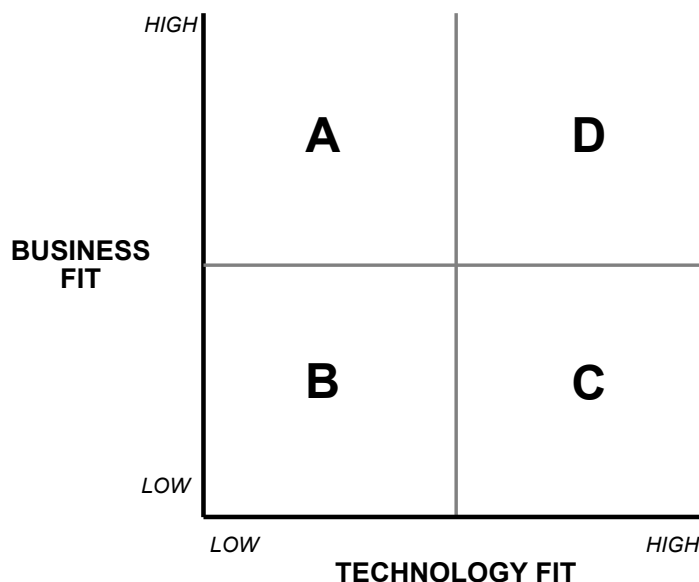 HIGH
A
D
BUSINESS
FIT
B
C
LOW
LOW
HIGH
TECHNOLOGY FIT